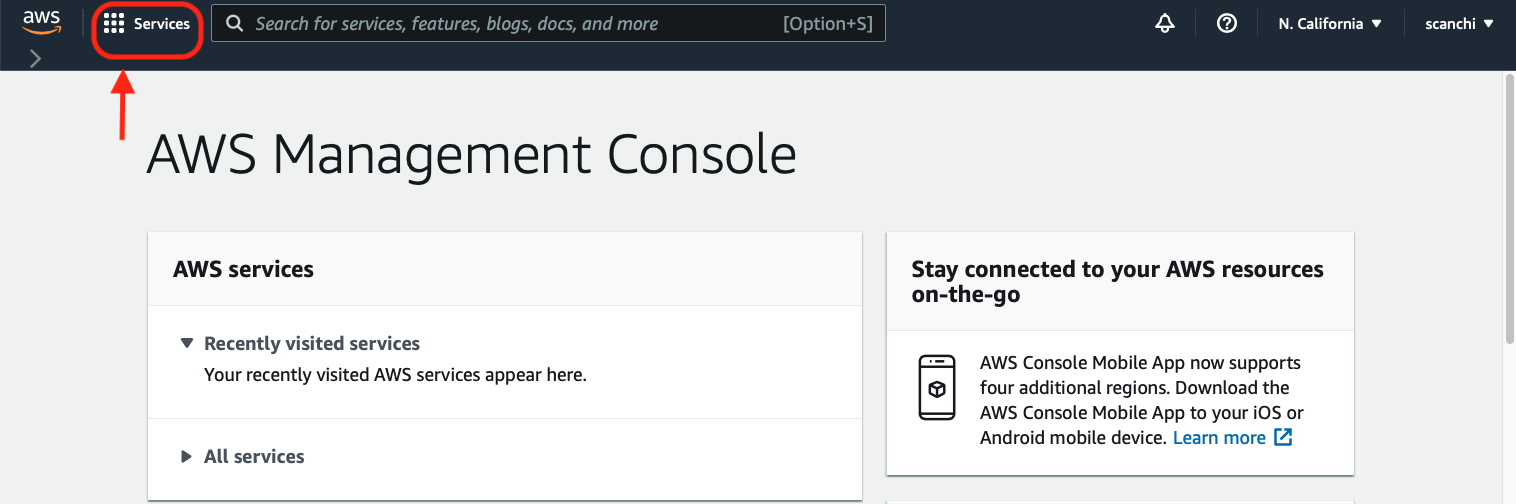 aws
Services
Search for services, features, blogs, docs, and more
[Option+S]
N. California
scanchi
AWS Management Console
AWS services
Recently visited services
Your recently visited AWS services appear here.
All services
Stay connected to your AWS resources
on-the-go
AWS Console Mobile App now supports
four additional regions. Download the
AWS Console Mobile App to your iOS or
Android mobile device. Learn more